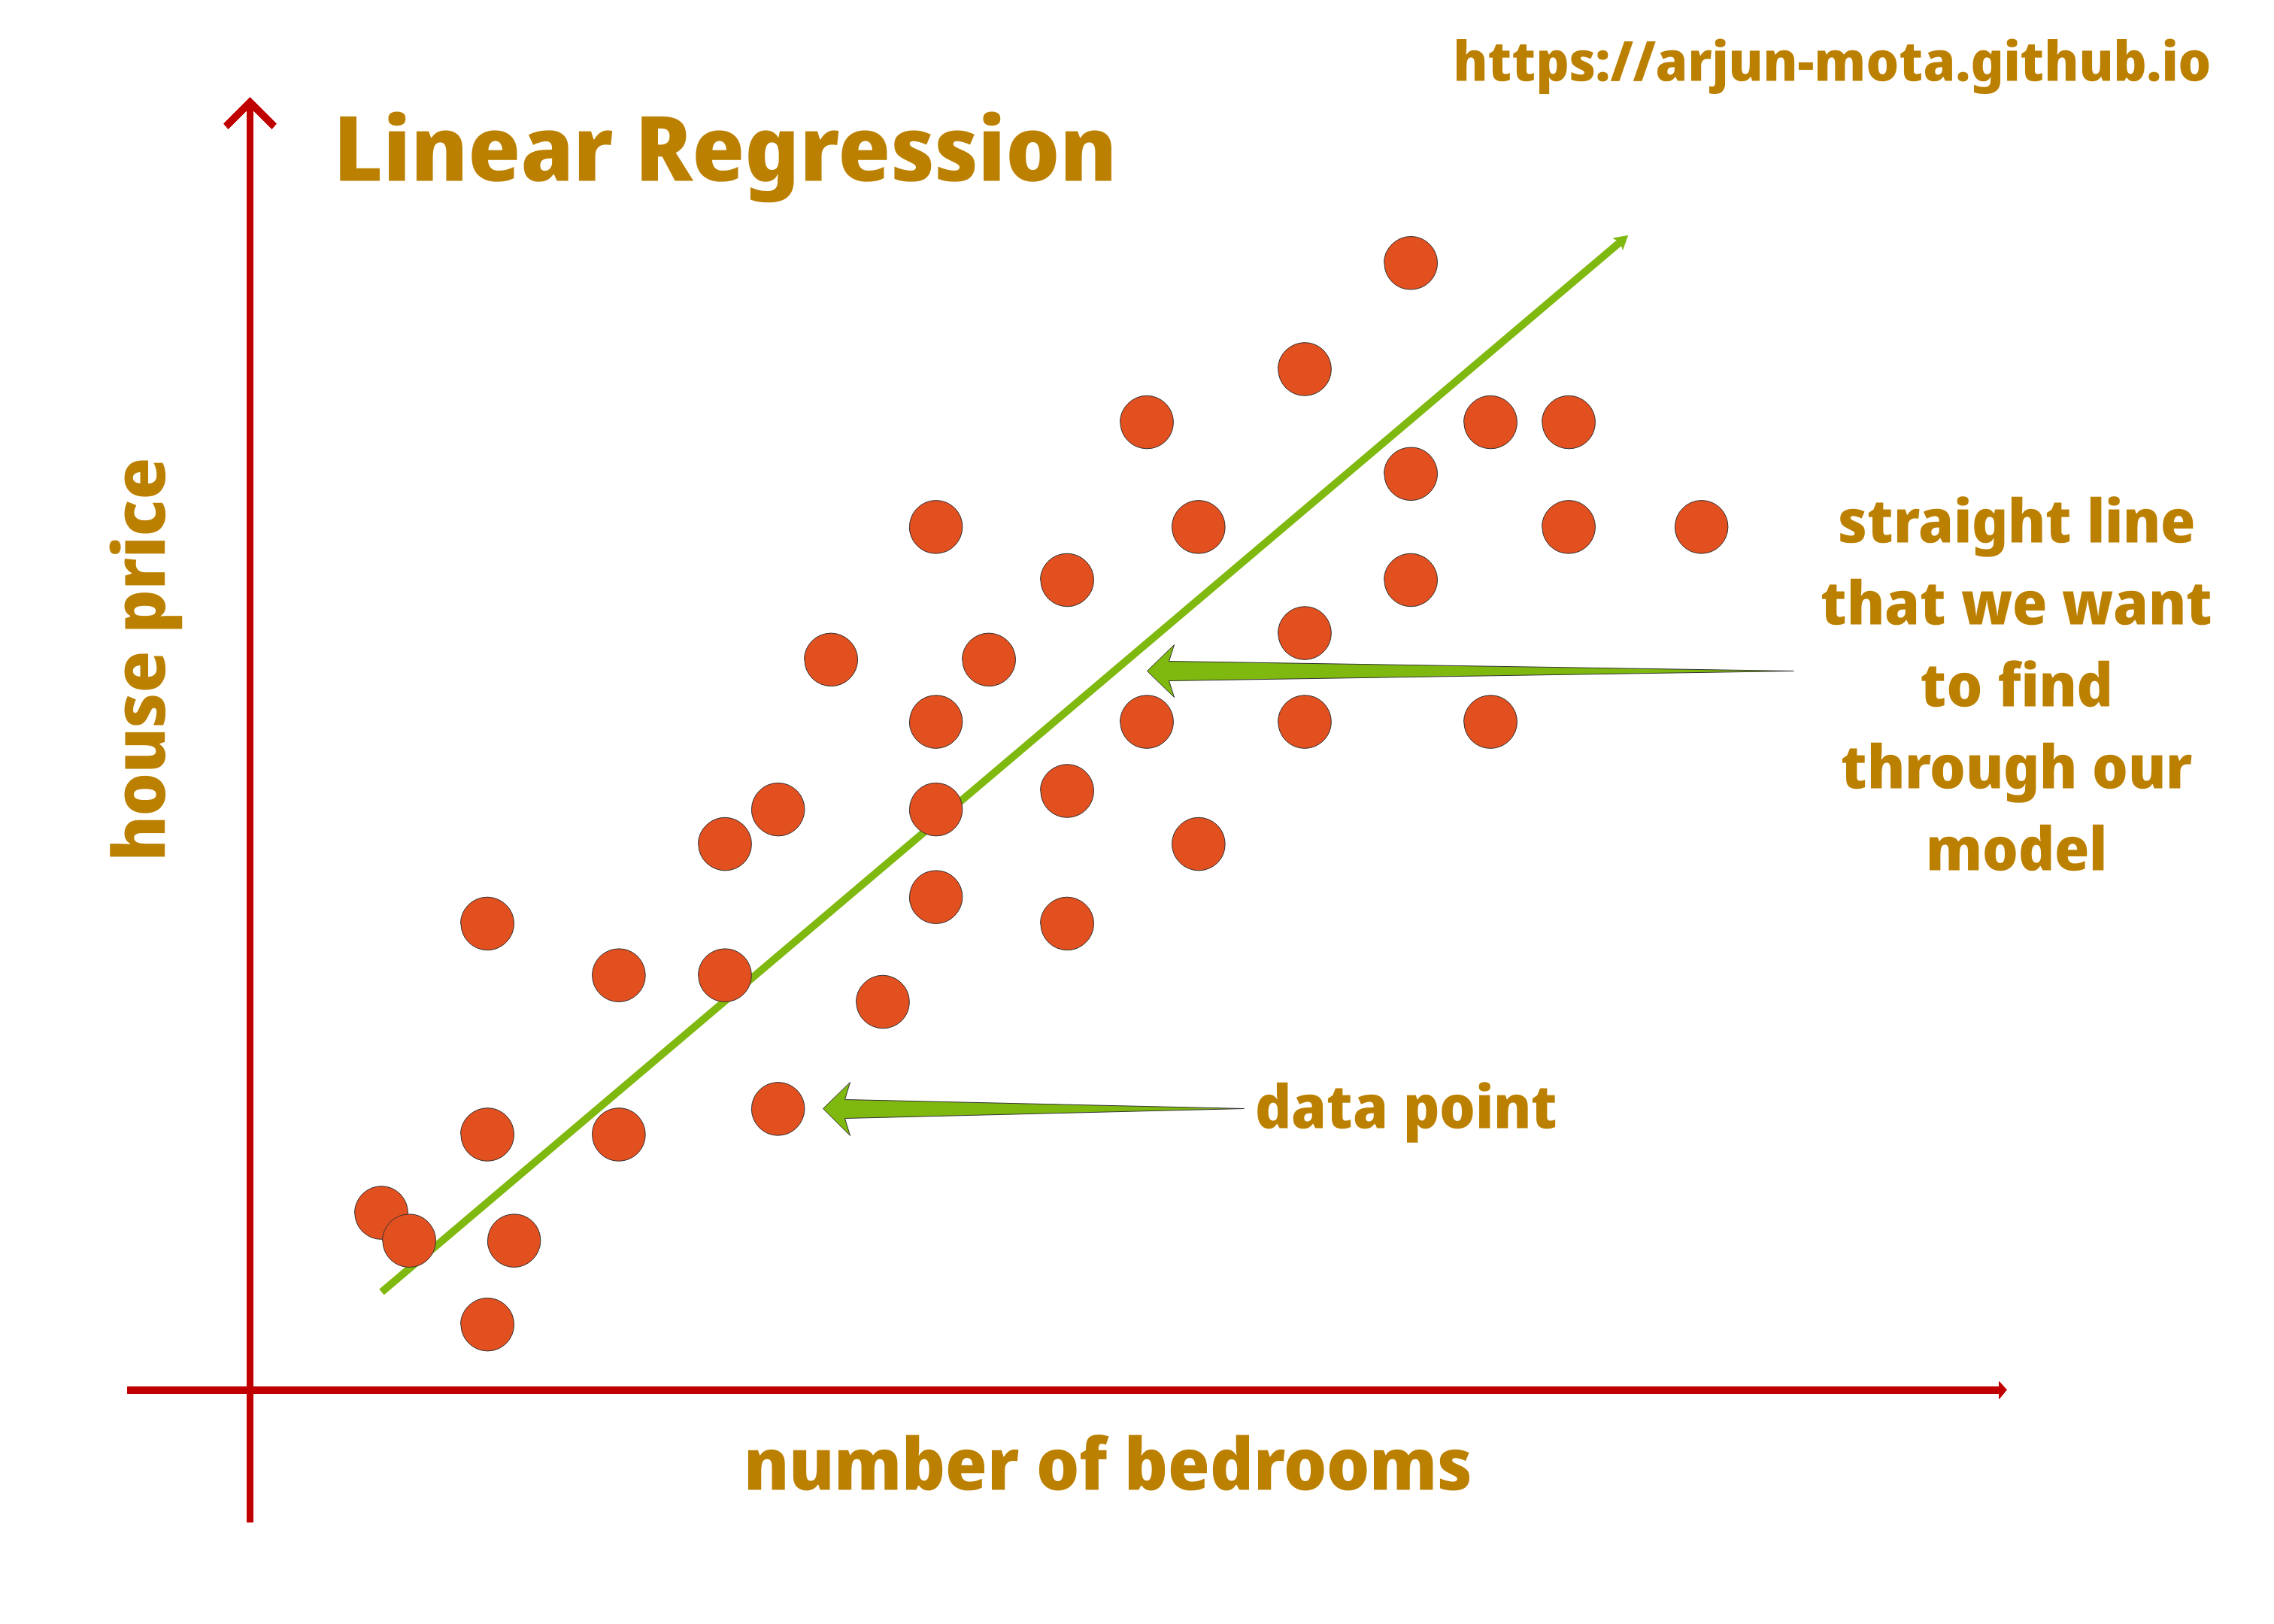 https://arjun-mota.github.io
Linear Regression
house price
straight line
that we want
to find
through our
model
data point
number of bedrooms